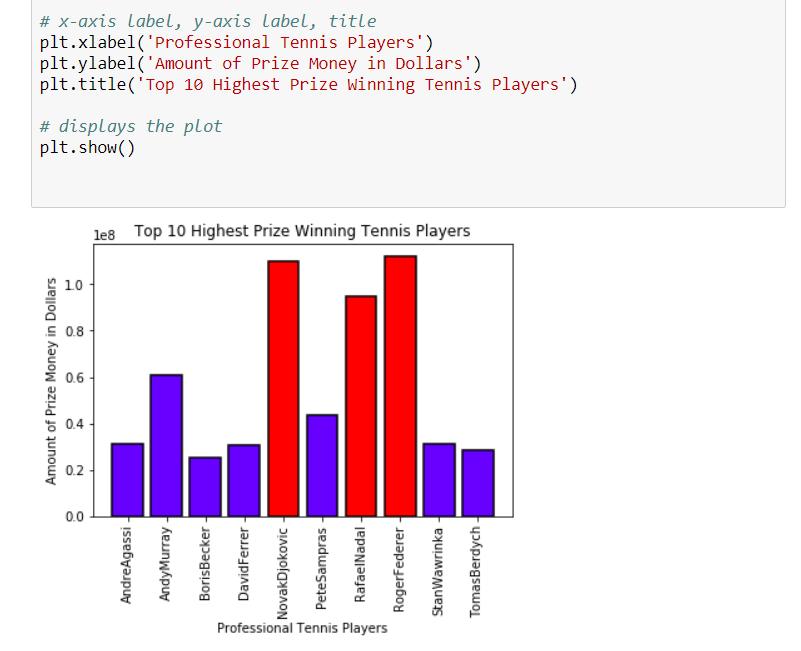 # x-axis label, y-axis label, title
plt.xlabel('Professional Tennis Players')
plt.ylabel('Amount of Prize Money in Dollars')
plt.title('Top 10 Highest Prize Winning Tennis Players')
# displays the plot
plt.show()
1e8
Top 10 Highest Prize Winning Tennis Players
Amount of Prize Money in Dollars
1.0
0.8
0.6
0.4
0.2
0.0
AndreAgassi
AndyMurray
BorisBecker
DavidFerrer
NovakDjokovic
PeteSampras
RafaelNadal
RogerFederer
StanWawrinka
TomasBerdych
Professional Tennis Players